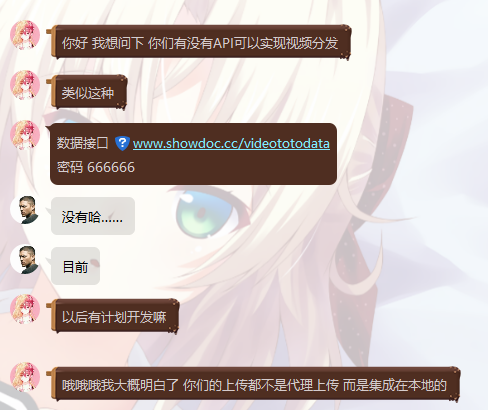 你好 我想问下 你们有没有API可以实现视频分发
类似这种
数据接口 www.showdoc.cc/videototodata
密码 666666
没有哈......
目前
以后有计划开发嘛
哦哦哦我大概明白了 你们的上传都不是代理上传 而是集成在本地的